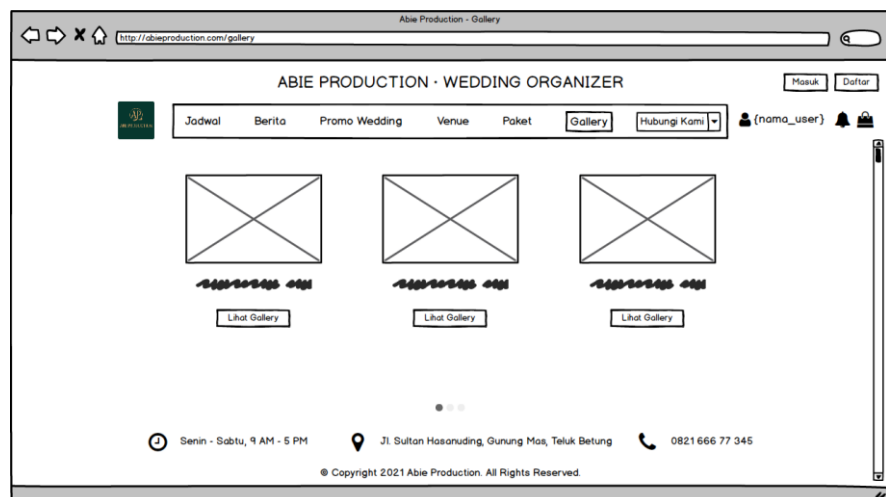 Abie Production - Gallery
http://abieproduction.com/gallery
ABIE PRODUCTION · WEDDING ORGANIZER
Masuk
Daftar
Jadwal
Berita
Promo Wedding
Venue
Paket
Gallery
Hubungi Kami
{nama_user}
Lihat Gallery
Lihat Gallery
Lihat Gallery
Senin - Sabtu, 9 AM - 5 PM
Jl. Sultan Hasanuding, Gunung Mas, Teluk Betung
0821 666 77 345
© Copyright 2021 Abie Production. All Rights Reserved.